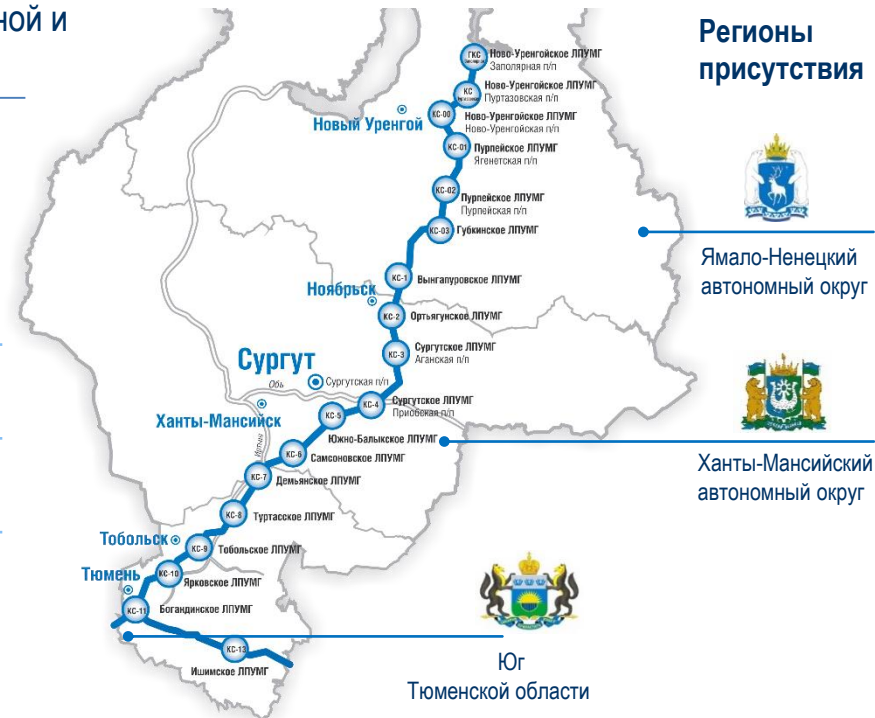 ной и
Регионы
присутствия
ГКС
Ново-Уренгойское ЛПУМГ
Заполярная п/п
КС
Ново-Уренгойское ЛПУМГ
Пуртазовская п/п
Новый Уренгой
КС-00
Ново-Уренгойское ЛПУМГ
Ново-Уренгойская п/п
КС-01
Пурпейское ЛПУМГ
Ягенетская п/п
КС-02
Пурпейское ЛПУМГ
Пурпейская п/п
КС-03
Губкинское ЛПУМГ
Ямало-Ненецкий
автономный округ
КС-1
Вынгапуровское ЛПУМГ
Ноябрьск
КС-2
Ортьягунское ЛПУМГ
КС-3
Сургутское ЛПУМГ
Аганская п/п
Сургут
Сургутская п/п
Обь
КС-4
Сургутское ЛПУМГ
Приобская п/п
Ханты-Мансийск
КС-5
Южно-Балыкское ЛПУМГ
Иртыш
КС-6
Самсоновское ЛПУМГ
Ханты-Мансийский
автономный округ
КС-7
Демьянское ЛПУМГ
КС-8
Туртасское ЛПУМГ
Тобольск
КС-9
Тобольское ЛПУМГ
Тюмень
КС-10
Ярковское ЛПУМГ
КС-11
Богандинское ЛПУМГ
КС-13
Ишимское ЛПУМГ
Юг
Тюменской области